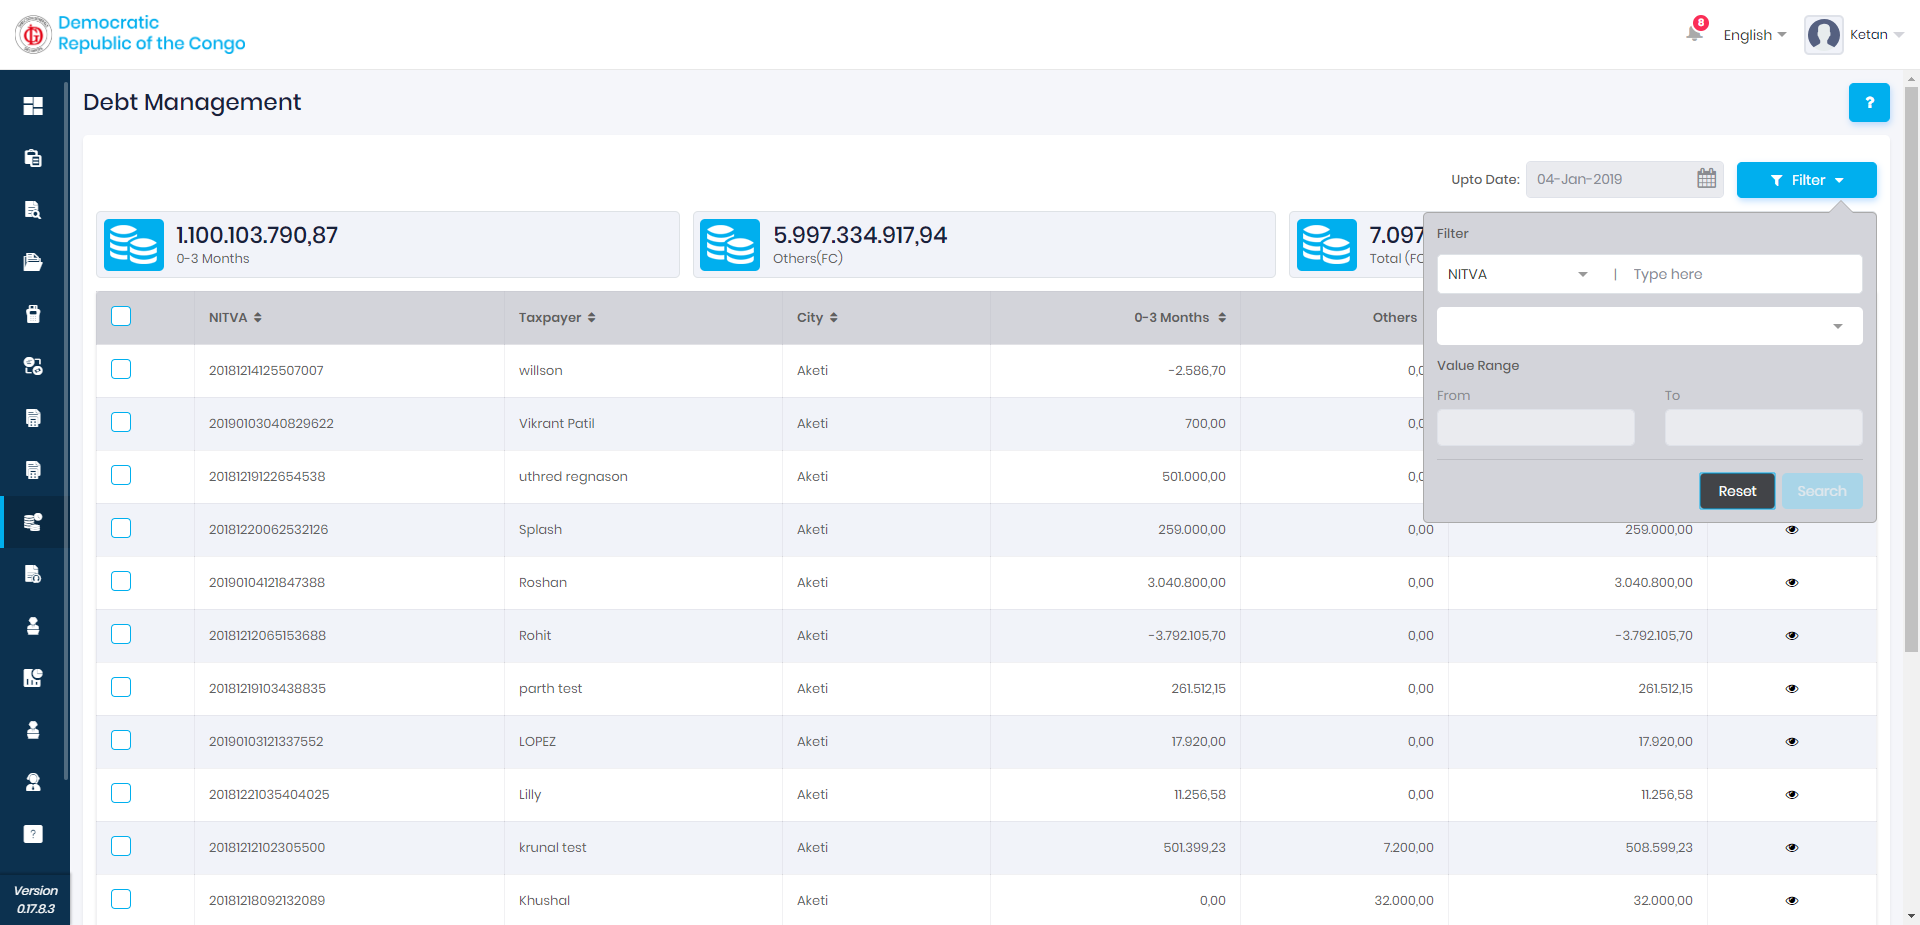 Democratic
Republic of the Congo
8
English
Ketan
Debt Management
?
Upto Date: 04-Jan-2019 Filter
1.100.103.790,87
0-3 Months
5.997.334.917,94
Others(FC)
7.097
Total (FC
Filter
NITVA | Type here
Value Range
From To
Reset Search
NITVA Taxpayer City 0-3 Months Others
20181214125507007 willson Aketi -2.586,70 0,0
20190103040829622 Vikrant Patil Aketi 700,00 0,0
20181219122654538 uthred regnason Aketi 501.000,00 0,0
20181220062532126 Splash Aketi 259.000,00 0,00 259.000,00
20190104121847388 Roshan Aketi 3.040.800,00 0,00 3.040.800,00
20181212065153688 Rohit Aketi -3.792.105,70 0,00 -3.792.105,70
20181219103438835 parth test Aketi 261.512,15 0,00 261.512,15
20190103121337552 LOPEZ Aketi 17.920,00 0,00 17.920,00
20181221035404025 Lilly Aketi 11.256,58 0,00 11.256,58
20181212102305500 krunal test Aketi 501.399,23 7.200,00 508.599,23
20181218092132089 Khushal Aketi 0,00 32.000,00 32.000,00
?
Version
0.17.8.3